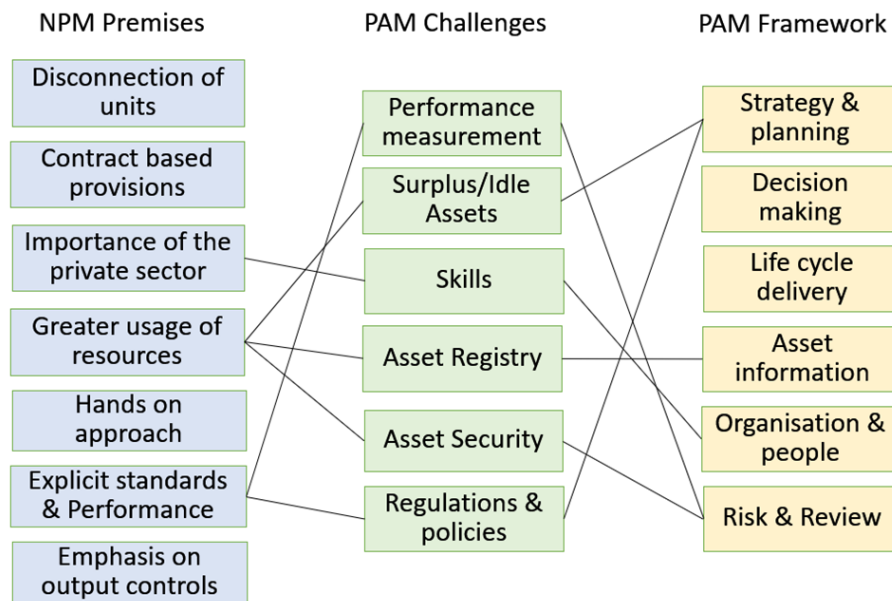 NPM Premises
PAM Challenges
PAM Framework
Disconnection of
units
Contract based
provisions
Importance of the
private sector
Greater usage of
resources
Hands on
approach
Explicit standards
& Performance
Emphasis on
output controls
Performance
measurement
Surplus/Idle
Assets
Skills
Asset Registry
Asset Security
Regulations &
policies
Strategy &
planning
Decision
making
Life cycle
delivery
Asset
information
Organisation &
people
Risk & Review